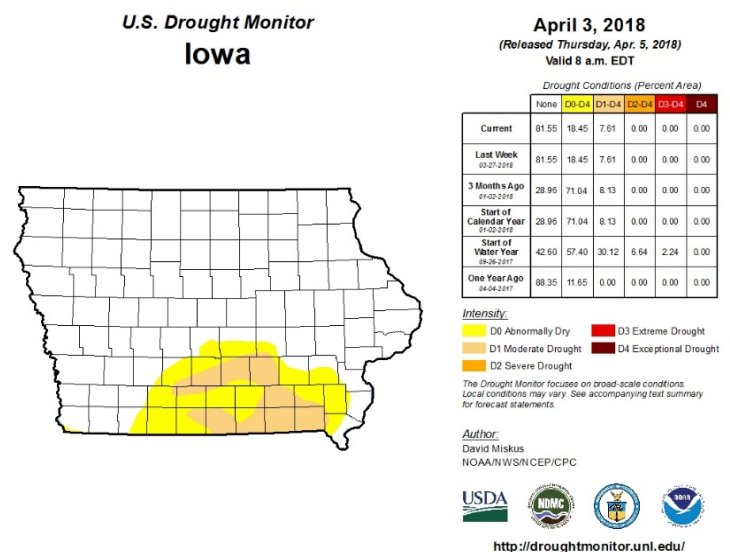 U.S. Drought Monitor
Iowa
April 3, 2018
(Released Thursday, Apr. 5, 2018)
Valid 8 a.m. EDT
Drought Conditions (Percent Area)
None D0-D4 D1-D4 D2-D4 D3-D4 D4
Current 81.55 18.45 7.61 0.00 0.00 0.00
Last Week
03-27-2018 81.55 18.45 7.61 0.00 0.00 0.00
3 Months Ago
01-02-2018 28.96 71.04 8.13 0.00 0.00 0.00
Start of
Calendar Year
01-02-2018 28.96 71.04 8.13 0.00 0.00 0.00
Start of
Water Year
09-26-2017 42.60 57.40 30.12 6.64 2.24 0.00
One Year Ago
04-04-2017 88.35 11.65 0.00 0.00 0.00 0.00
Intensity:
D0 Abnormally Dry
D1 Moderate Drought
D2 Severe Drought
D3 Extreme Drought
D4 Exceptional Drought
The Drought Monitor focuses on broad-scale conditions.
Local conditions may vary. See accompanying text summary
for forecast statements.
Author:
David Miskus
NOAA/NWS/NCEP/CPC
USDA
NDMC
NOAA
http://droughtmonitor.unl.edu/